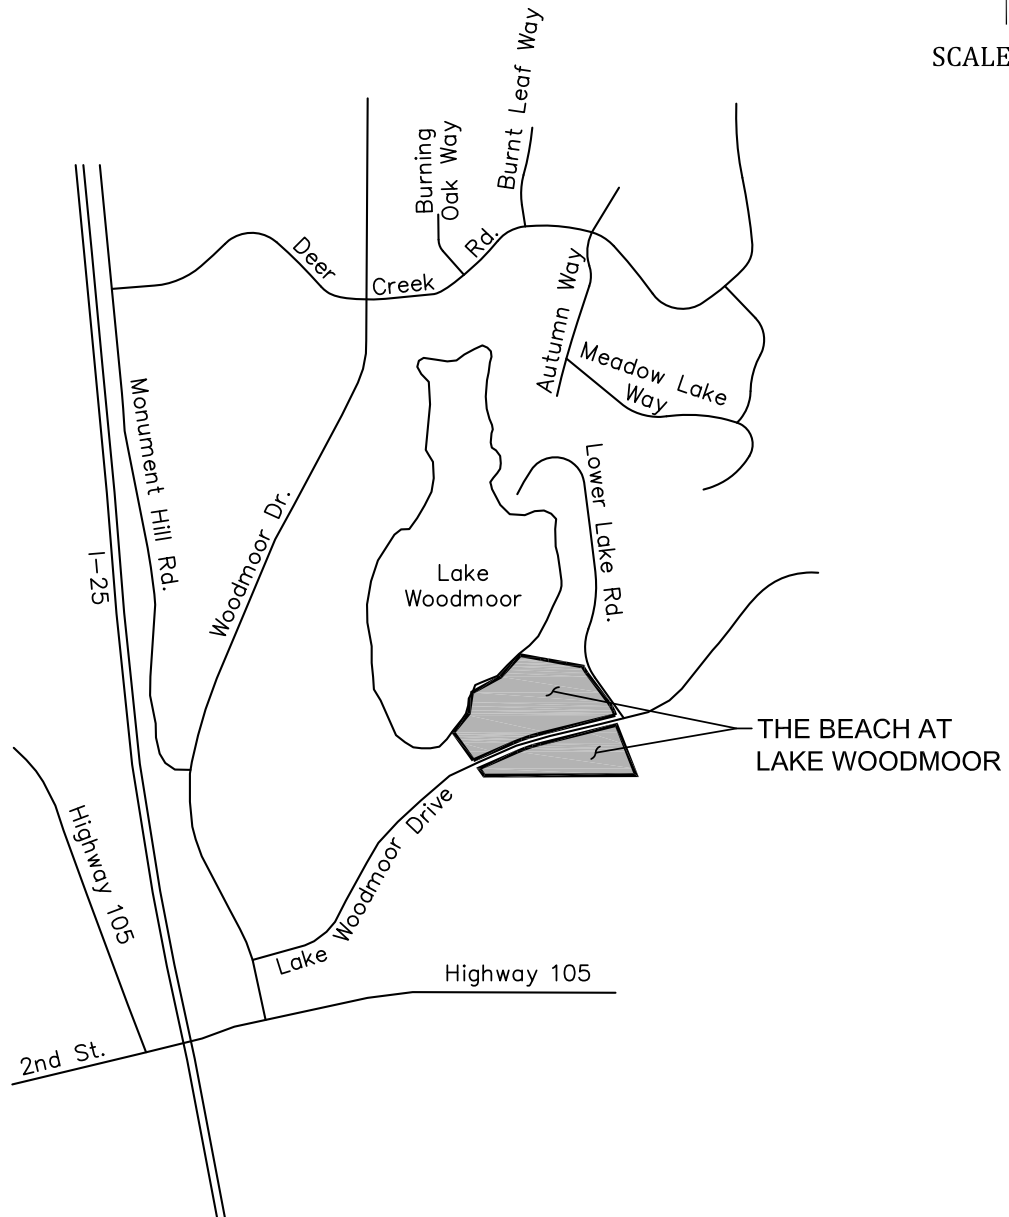 SCALE
Burnt Leaf Way
Burning
Oak Way
Deer
Creek
Rd.
Autumn Way
Meadow Lake
Way
Monument Hill Rd.
Woodmoor Dr.
Lower Lake Rd.
I-25
Lake
Woodmoor
THE BEACH AT
LAKE WOODMOOR
Highway 105
Lake Woodmoor Drive
Highway 105
2nd St.